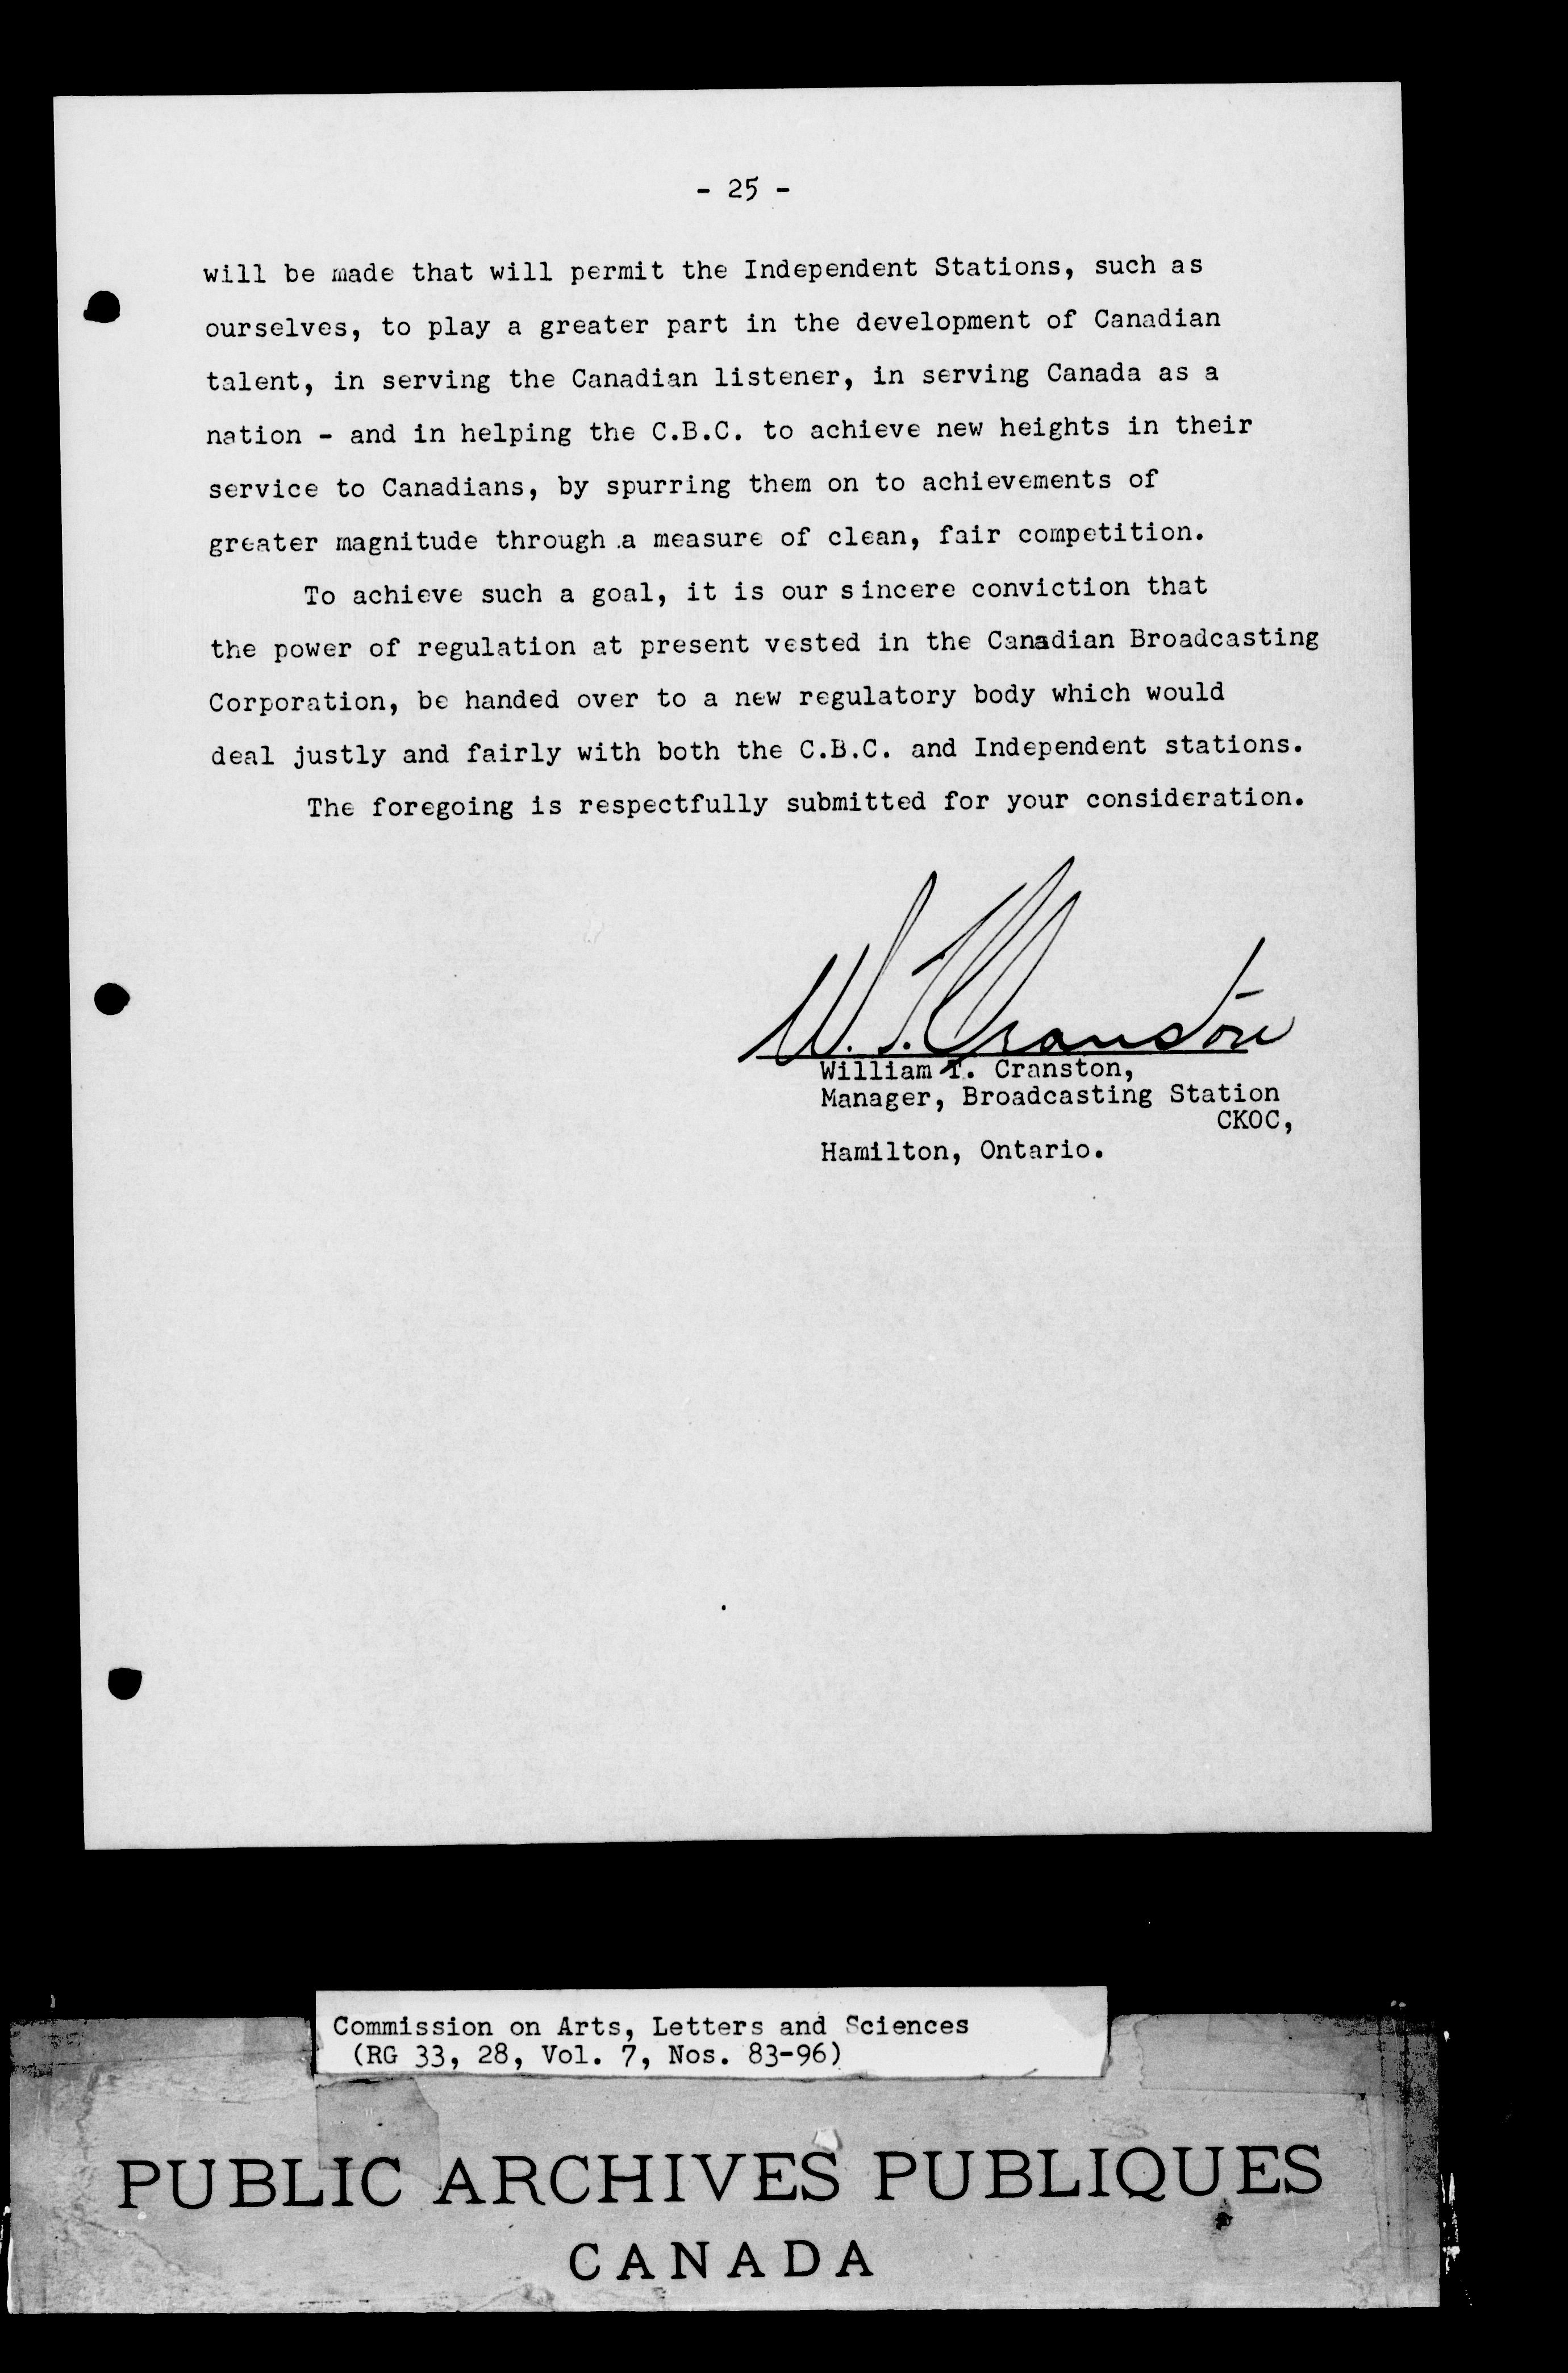 - 25 -
will be made that will permit the Independent Stations, such as
ourselves, to play a greater part in the development of Canadian
talent, in serving the Canadian listener, in serving Canada as a
nation - and in helping the C.B.C. to achieve new heights in their
service to Canadians, by spurring them on to achievements of
greater magnitude through a measure of clean, fair competition.
To achieve such a goal, it is our sincere conviction that
the power of regulation at present vested in the Canadian Broadcasting
Corporation, be handed over to a new regulatory body which would
deal justly and fairly with both the C.B.C. and Independent stations.
The foregoing is respectfully submitted for your consideration.
W. T. Cranston
William T. Cranston,
Manager, Broadcasting Station
CKOC,
Hamilton, Ontario.
Commission on Arts, Letters and Sciences
(RG 33, 28, Vol. 7, Nos. 83-96)
PUBLIC ARCHIVES PUBLIQUES
CANADA